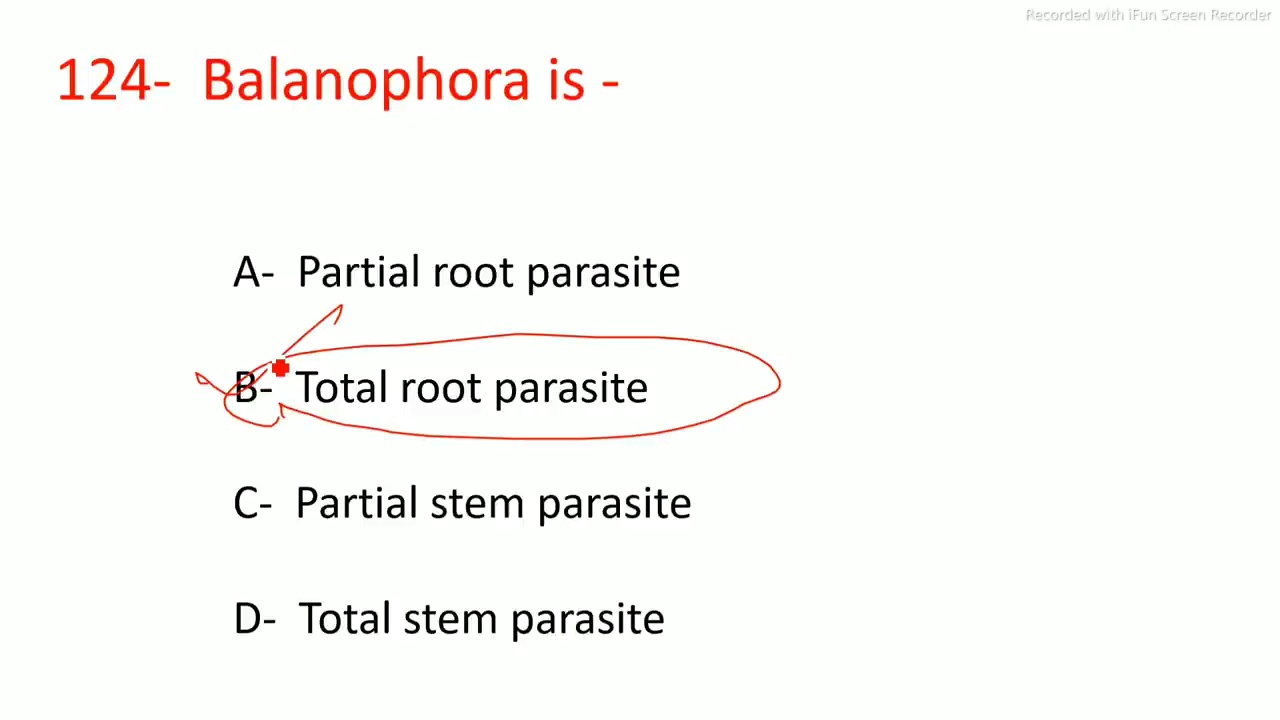 Recorded with iFun Screen Recorder
124- Balanophora is -
A- Partial root parasite
B- Total root parasite
C- Partial stem parasite
D- Total stem parasite